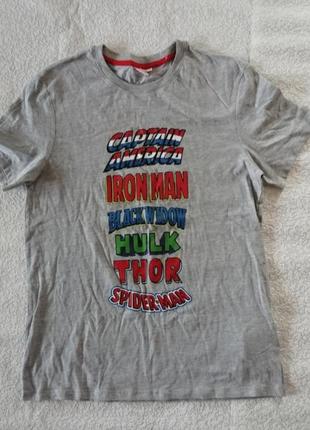 CAPTAIN
AMERICA
IRON MAN
BLACK WIDOW
HULK
THOR
SPIDER-MAN